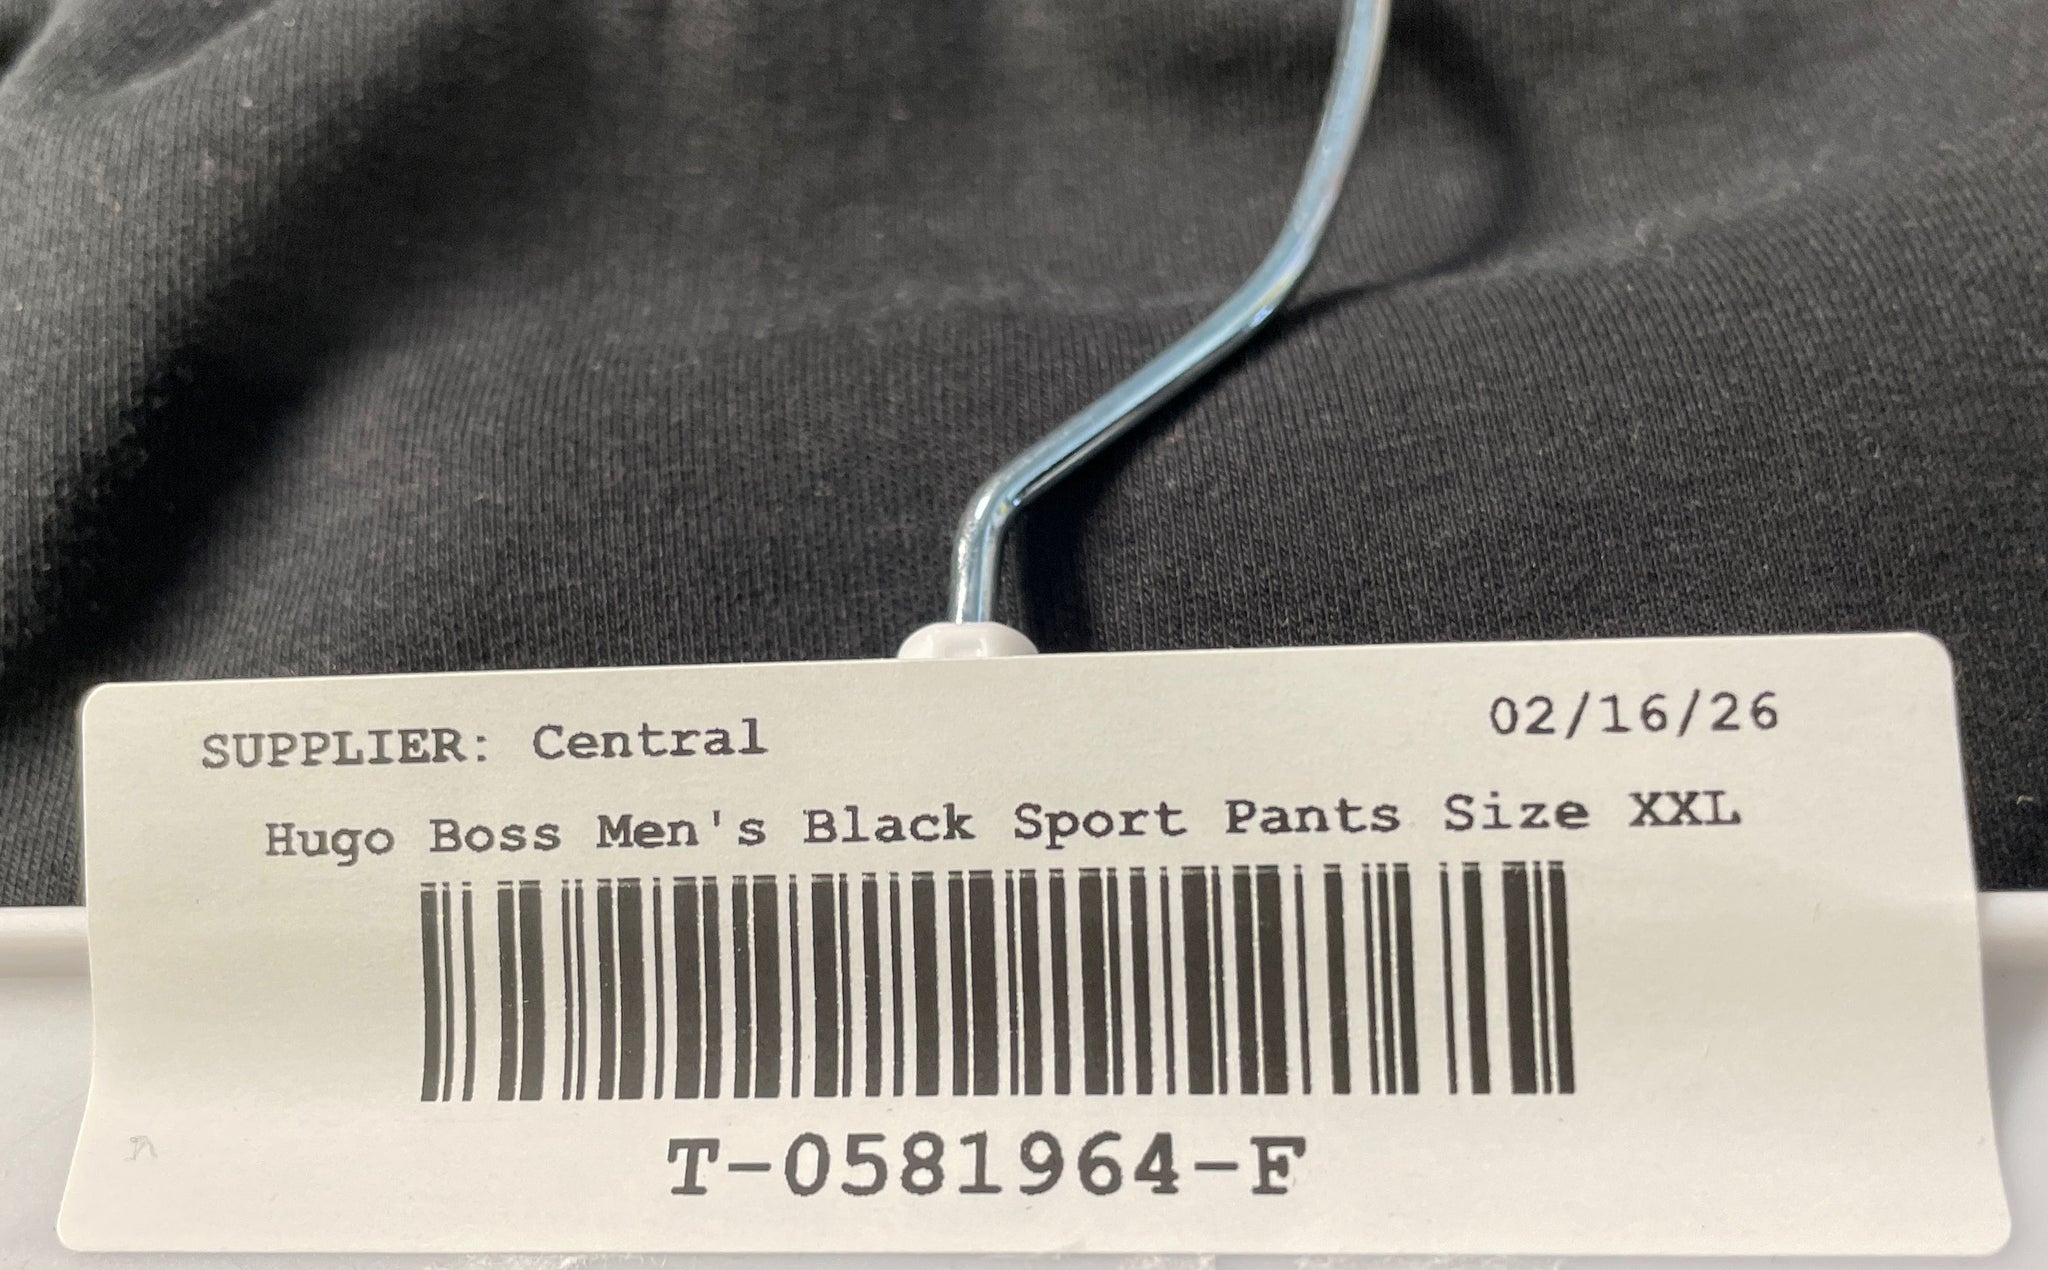 SUPPLIER: Central 02/16/26
Hugo Boss Men's Black Sport Pants Size XXL
T-0581964-F